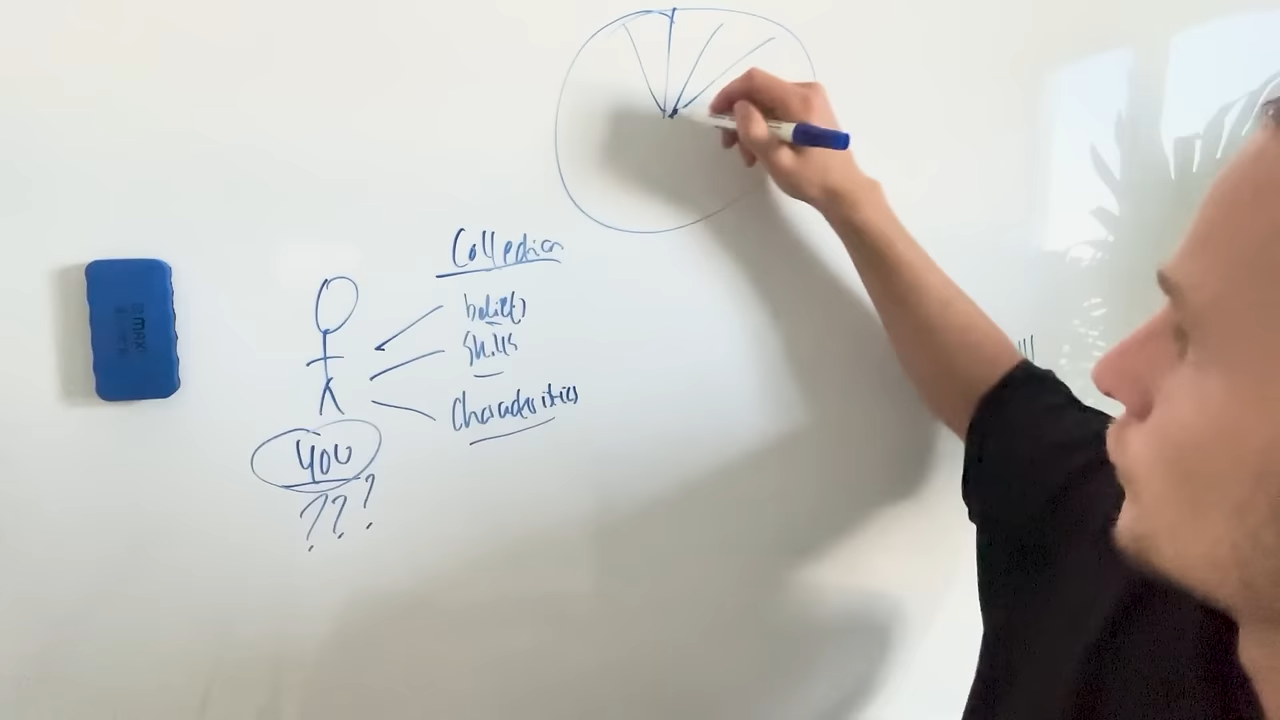 Collection
beliefs
skills
characteristics
YOU
???